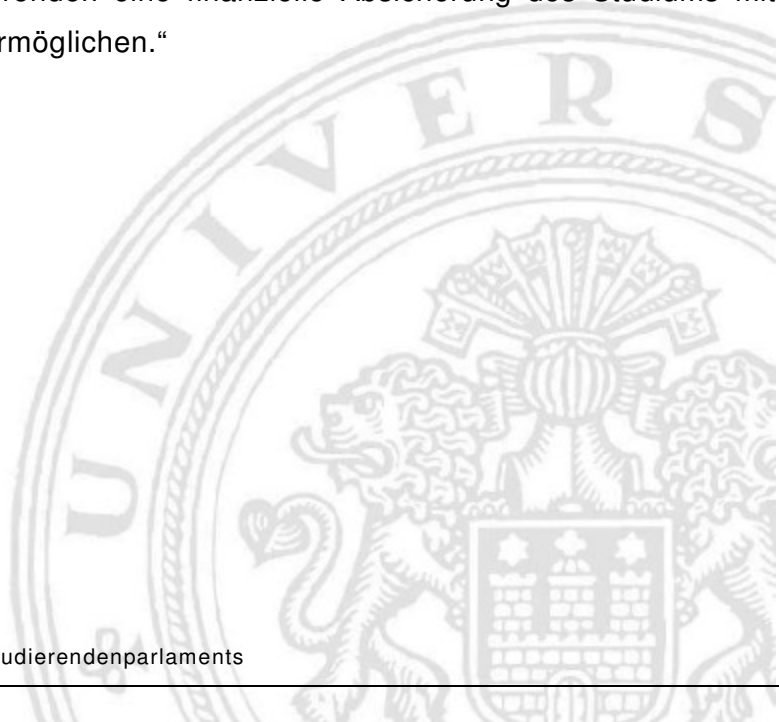 renden eine finanzielle Absicherung des Studiums mit
rmöglichen.“
UNIVERS
udierendenparlaments